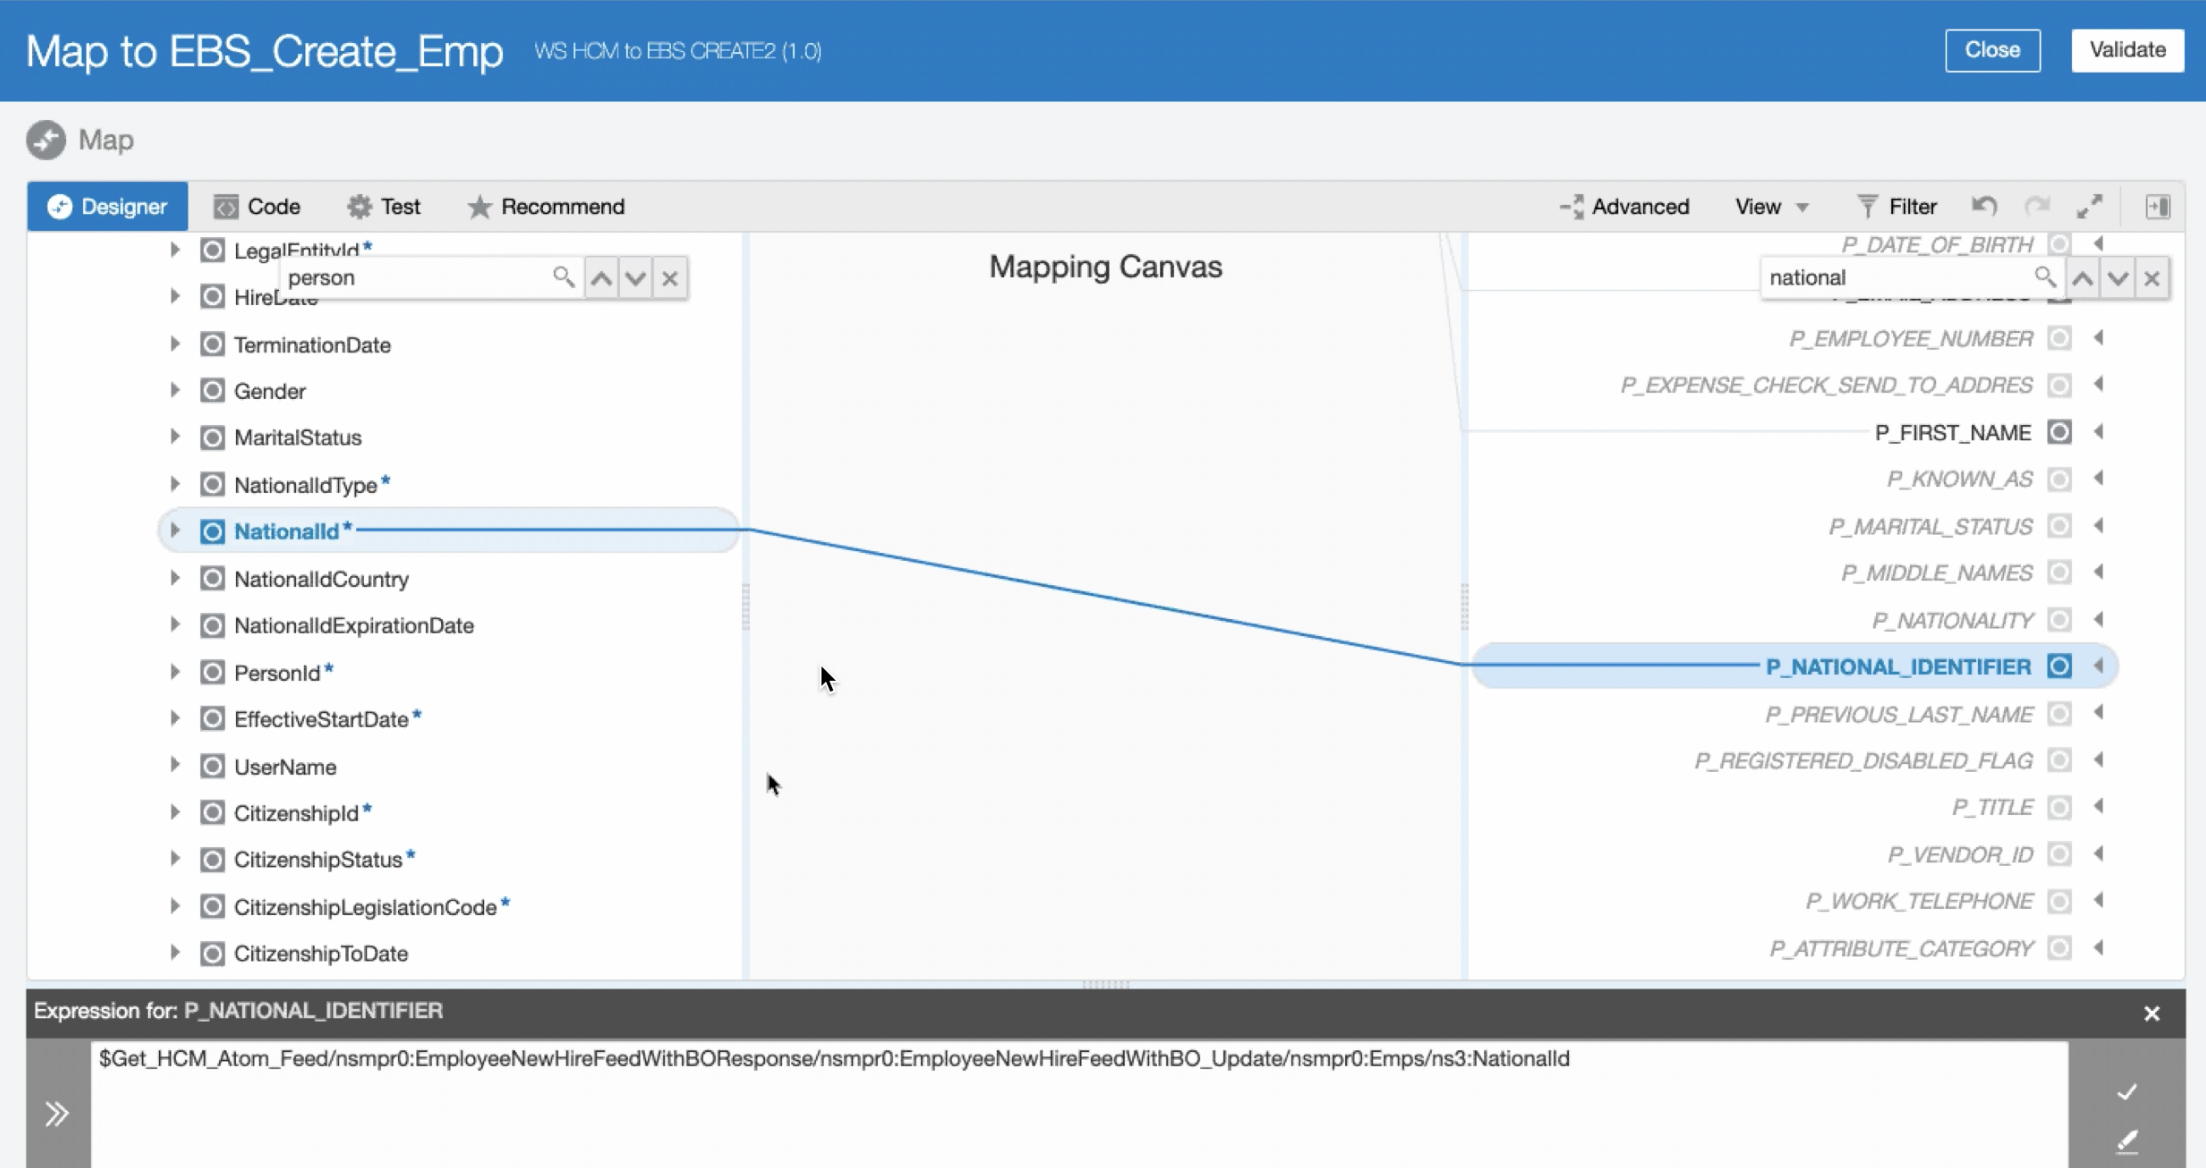 Map to EBS_Create_Emp WS HCM to EBS CREATE2 (1.0) Close Validate
Map
Designer Code Test Recommend Advanced View Filter
LegalEntityId*
person
HireDate
TerminationDate
Gender
MaritalStatus
NationalIdType*
NationalId*
NationalIdCountry
NationalIdExpirationDate
PersonId*
EffectiveStartDate*
UserName
CitizenshipId*
CitizenshipStatus*
CitizenshipLegislationCode*
CitizenshipToDate
Mapping Canvas
P_DATE_OF_BIRTH
national
P_EMAIL_ADDRESS
P_EMPLOYEE_NUMBER
P_EXPENSE_CHECK_SEND_TO_ADDRES
P_FIRST_NAME
P_KNOWN_AS
P_MARITAL_STATUS
P_MIDDLE_NAMES
P_NATIONALITY
P_NATIONAL_IDENTIFIER
P_PREVIOUS_LAST_NAME
P_REGISTERED_DISABLED_FLAG
P_TITLE
P_VENDOR_ID
P_WORK_TELEPHONE
P_ATTRIBUTE_CATEGORY
Expression for: P_NATIONAL_IDENTIFIER
$Get_HCM_Atom_Feed/nsmpr0:EmployeeNewHireFeedWithBOResponse/nsmpr0:EmployeeNewHireFeedWithBO_Update/nsmpr0:Emps/ns3:NationalId